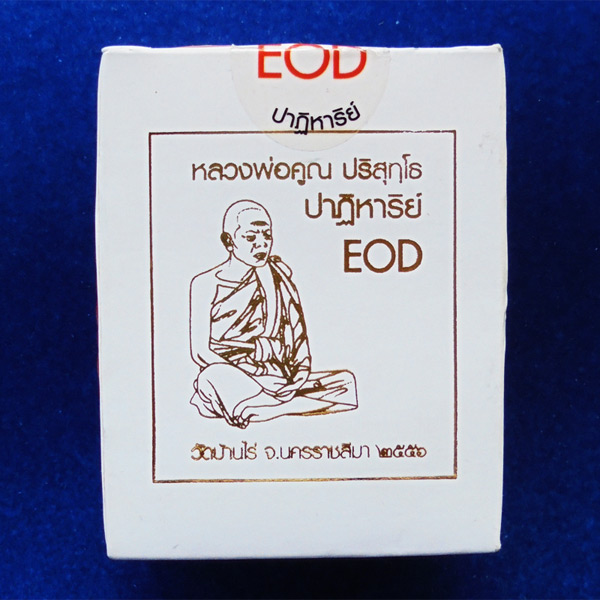 EOD
ปาฏิหาริย์
หลวงพ่อคูณ ปริสุทฺโธ
ปาฏิหาริย์
EOD
วัดบ้านไร่ จ.นครราชสีมา ๒๕๕๖